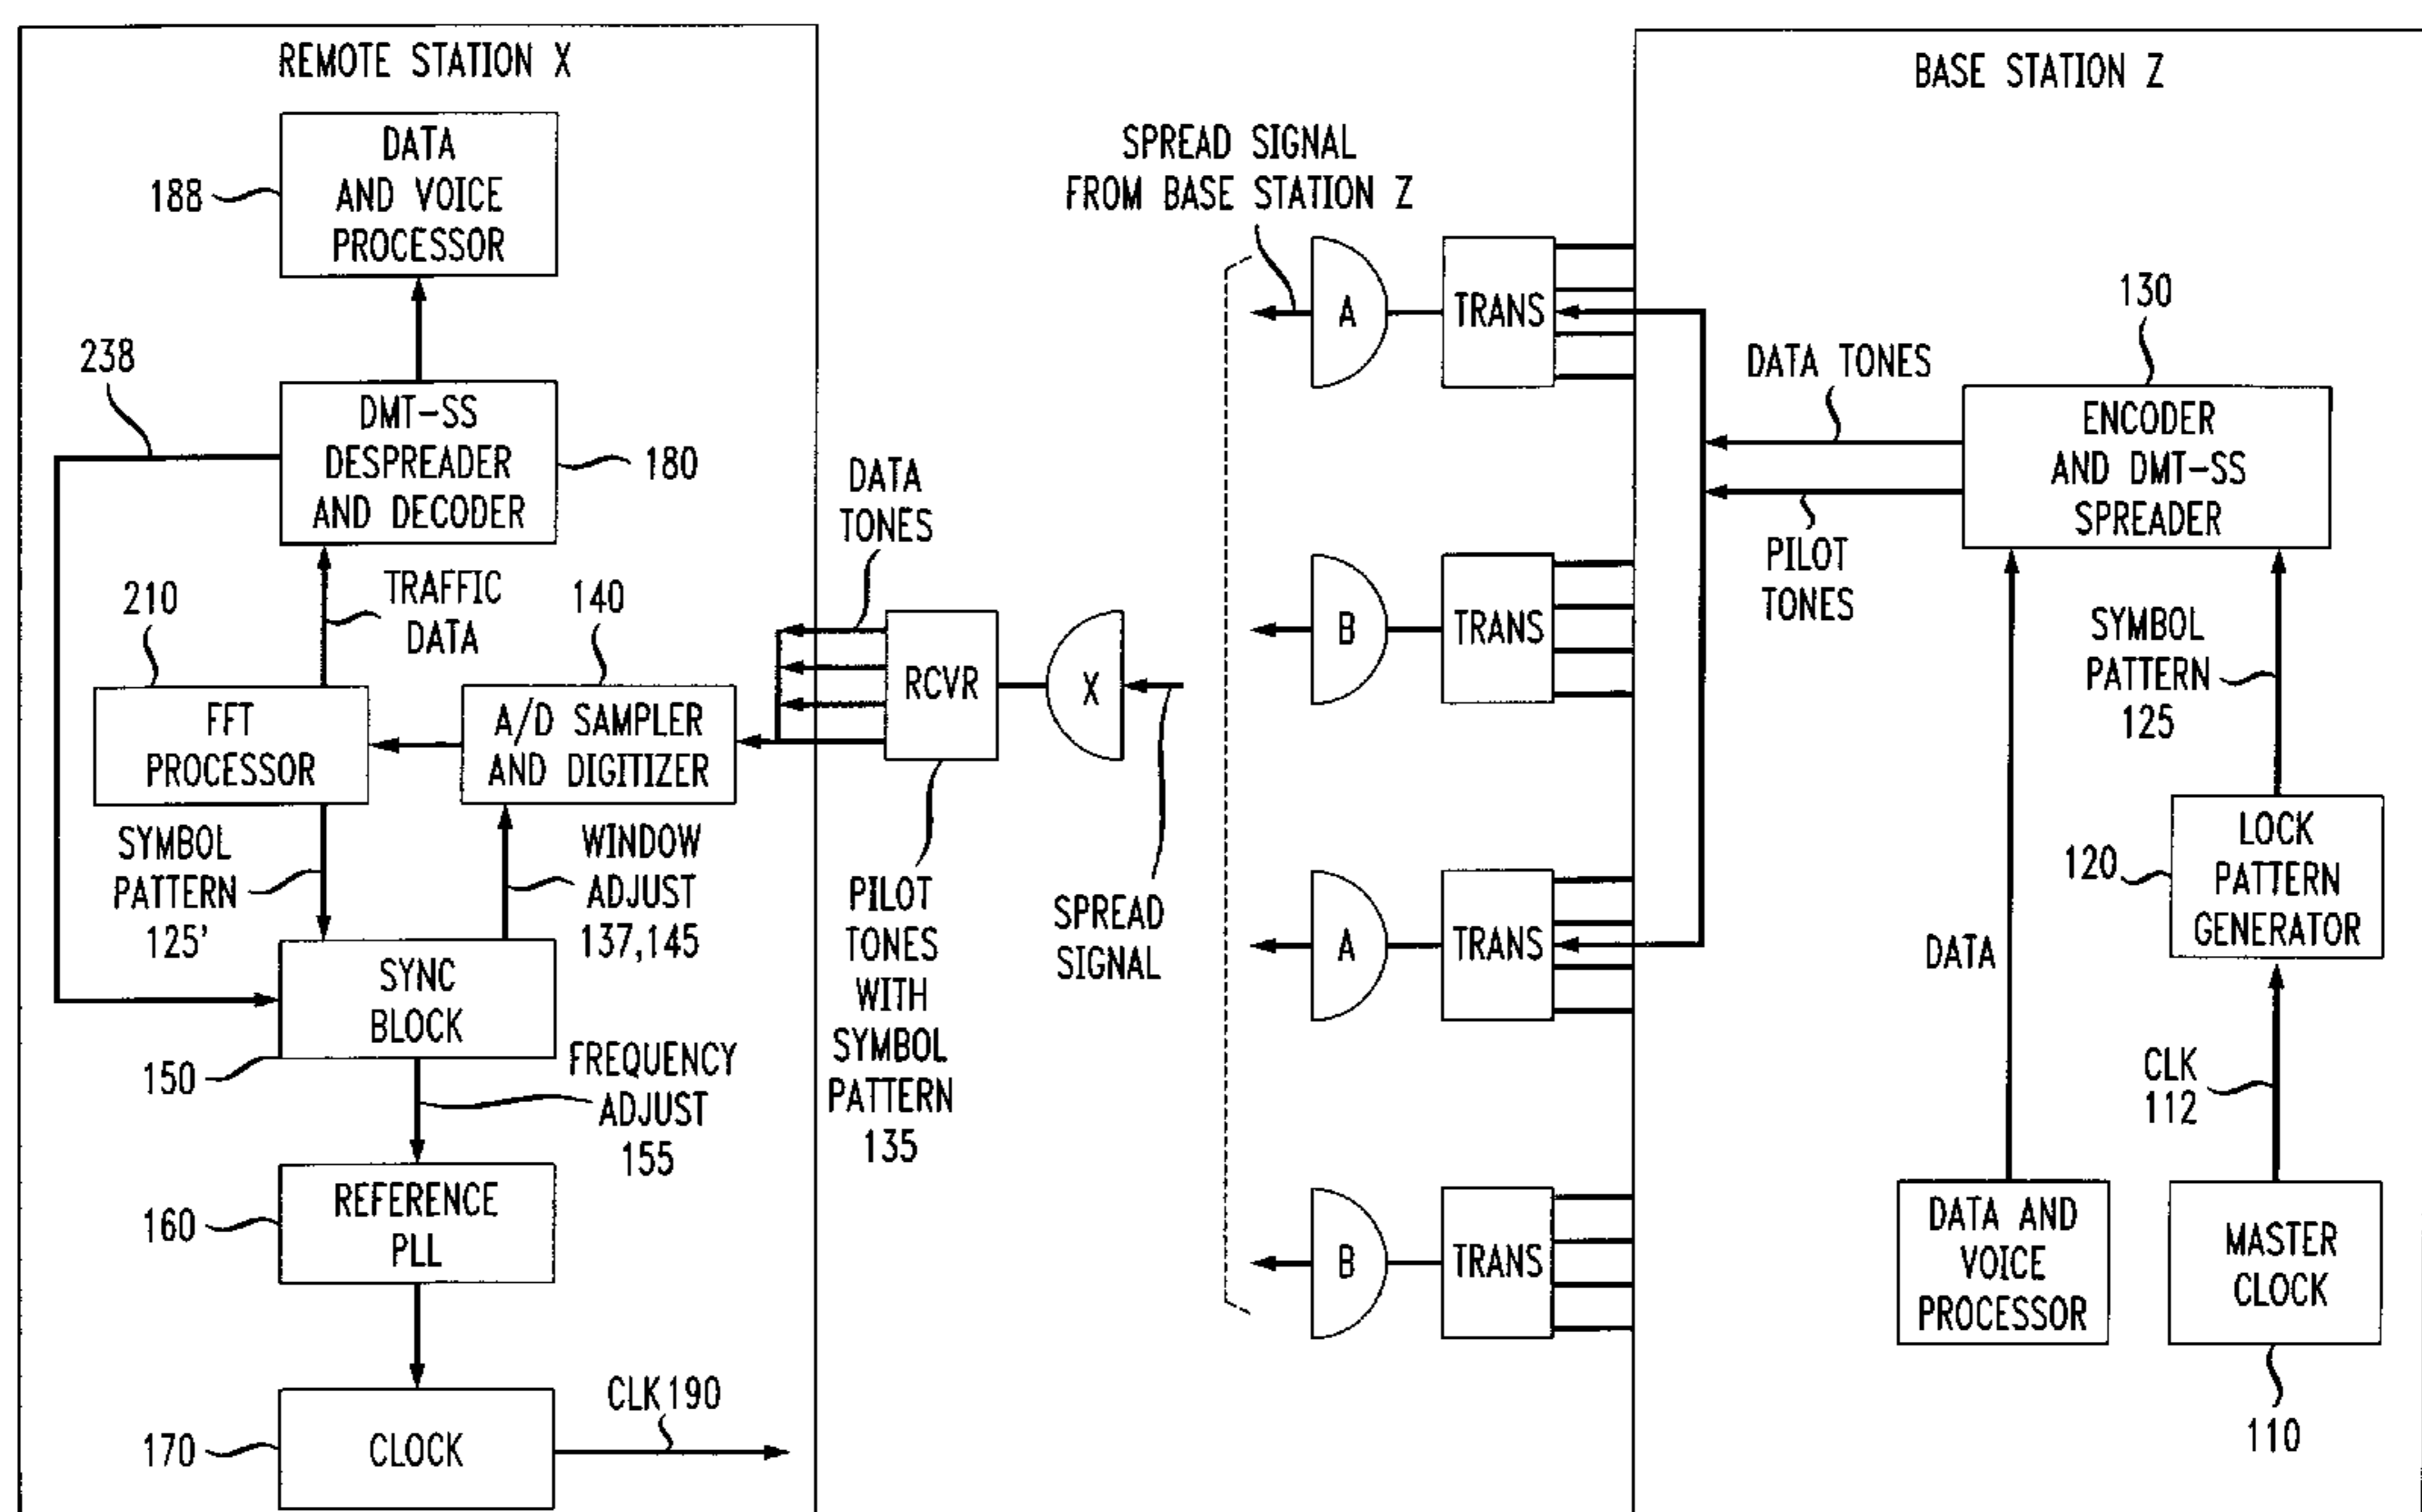 REMOTE STATION X
DATA
AND VOICE
PROCESSOR
188
238
DMT-SS
DESPREADER
AND DECODER
180
TRAFFIC
DATA
210
140
FFT
PROCESSOR
A/D SAMPLER
AND DIGITIZER
SYMBOL
PATTERN
125'
WINDOW
ADJUST
137,145
SYNC
BLOCK
150
FREQUENCY
ADJUST
155
REFERENCE
PLL
160
CLOCK
170
CLK190
DATA
TONES
RCVR
X
PILOT
TONES
WITH
SYMBOL
PATTERN
135
SPREAD
SIGNAL
SPREAD SIGNAL
FROM BASE STATION Z
A
TRANS
B
TRANS
A
TRANS
B
TRANS
BASE STATION Z
DATA TONES
130
ENCODER
AND DMT-SS
SPREADER
PILOT
TONES
SYMBOL
PATTERN
125
LOCK
PATTERN
GENERATOR
120
DATA
CLK
112
DATA AND
VOICE
PROCESSOR
MASTER
CLOCK
110